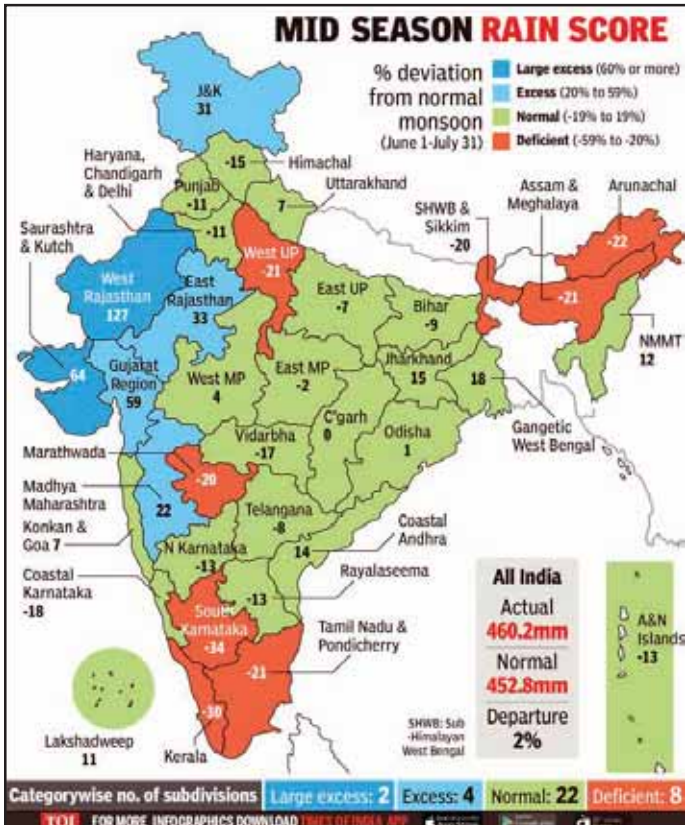 MID SEASON RAIN SCORE
% deviation
from normal
monsoon
(June 1-July 31)
Large excess (60% or more)
Excess (20% to 59%)
Normal (-19% to 19%)
Deficient (-59% to -20%)
J&K
31
-15
Himachal
Haryana,
Chandigarh
& Delhi
Punjab
-11
-11
7
Uttarakhand
Saurashtra
& Kutch
West
Rajasthan
127
East
Rajasthan
33
West UP
-21
East UP
-7
SHWB &
Sikkim
-20
Assam &
Meghalaya
-21
Arunachal
-22
NMMT
12
Bihar
-9
64
Gujarat
Region
59
West MP
4
East MP
-2
Jharkhand
15
18
Gangetic
West Bengal
C'garh
0
Odisha
1
Vidarbha
-17
Marathwada
-20
Madhya
Maharashtra
22
Konkan &
Goa 7
Telangana
-8
N Karnataka
-13
14
Coastal
Andhra
Coastal
Karnataka
-18
Rayalaseema
-13
South
Karnataka
-34
Tamil Nadu &
Pondicherry
-21
-30
Kerala
Lakshadweep
11
SHWB: Sub
-Himalayan
West Bengal
All India
Actual
460.2mm
Normal
452.8mm
Departure
2%
A&N
Islands
-13
Categorywise no. of subdivisions Large excess: 2 Excess: 4 Normal: 22 Deficient: 8
TOI FOR MORE INFOGRAPHICS DOWNLOAD TIMES OF INDIA APP